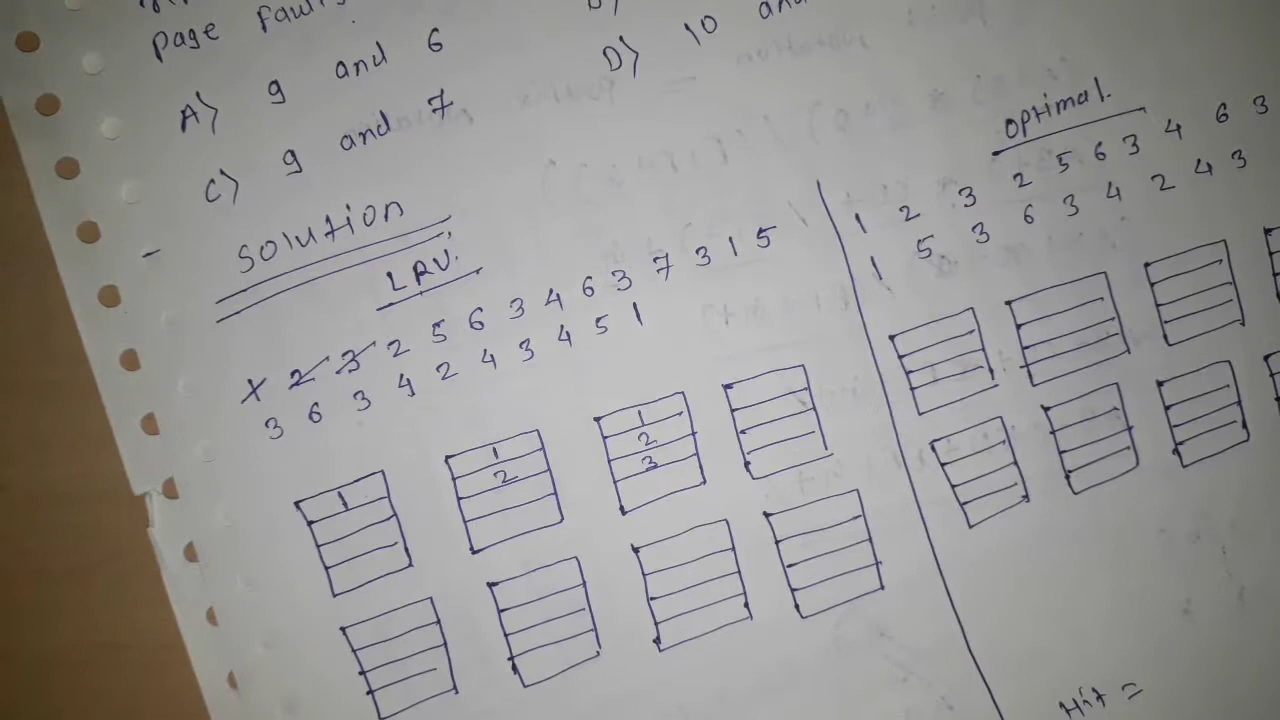 page
A) 9 and 6
D) 10 and
C) 9 and 7
Solution
LRU.
1 2 3 2 5 6 3 4 6 3 7 3 1 5
3 6 3 4 2 4 3 4 5 1
1
1
2
1
2
3
Optimal.
1 2 3 2 5 6 3 4 6 3
1 5 3 6 3 4 2 4 3
Hit =